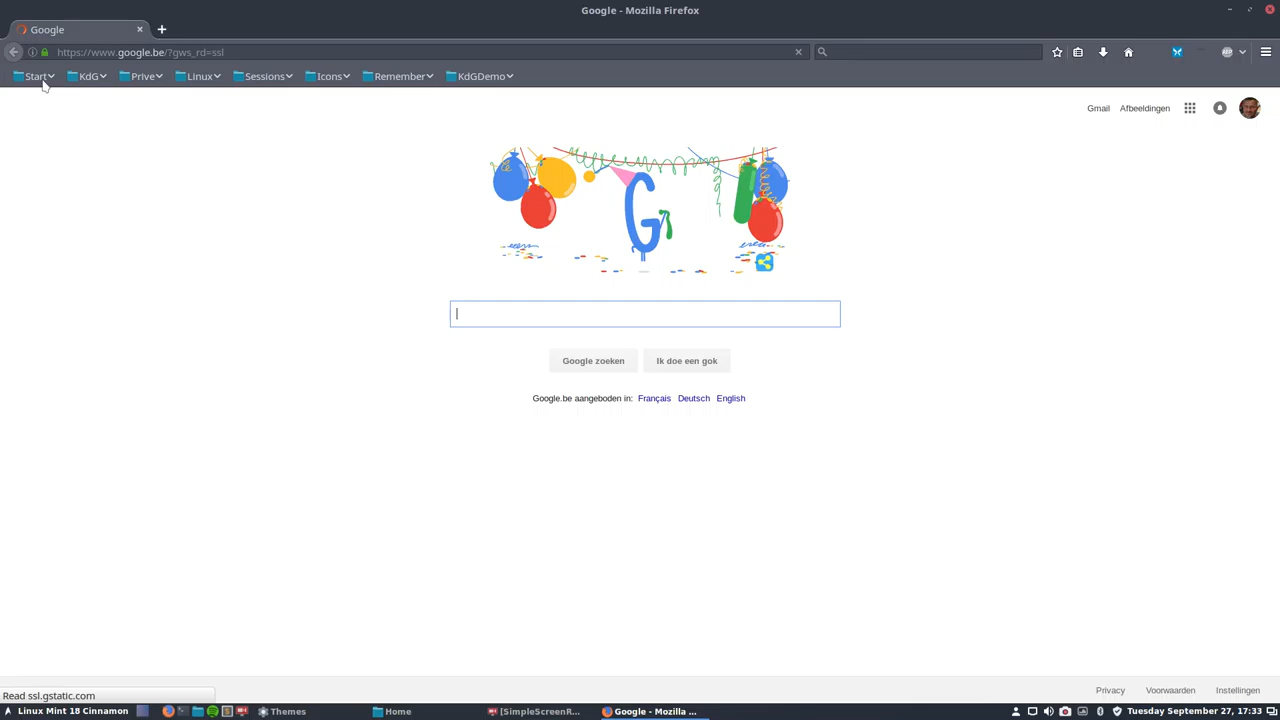 Google - Mozilla Firefox
Google
https://www.google.be/?gws_rd=ssl
Start KdG Prive Linux Sessions Icons Remember KdGDemo
Gmail Afbeeldingen
G
Google zoeken Ik doe een gok
Google.be aangeboden in: Français Deutsch English
Privacy Voorwaarden Instellingen
Read ssl.gstatic.com
Linux Mint 18 Cinnamon Themes Home [SimpleScreenR... Google - Mozilla ... Tuesday September 27, 17:33